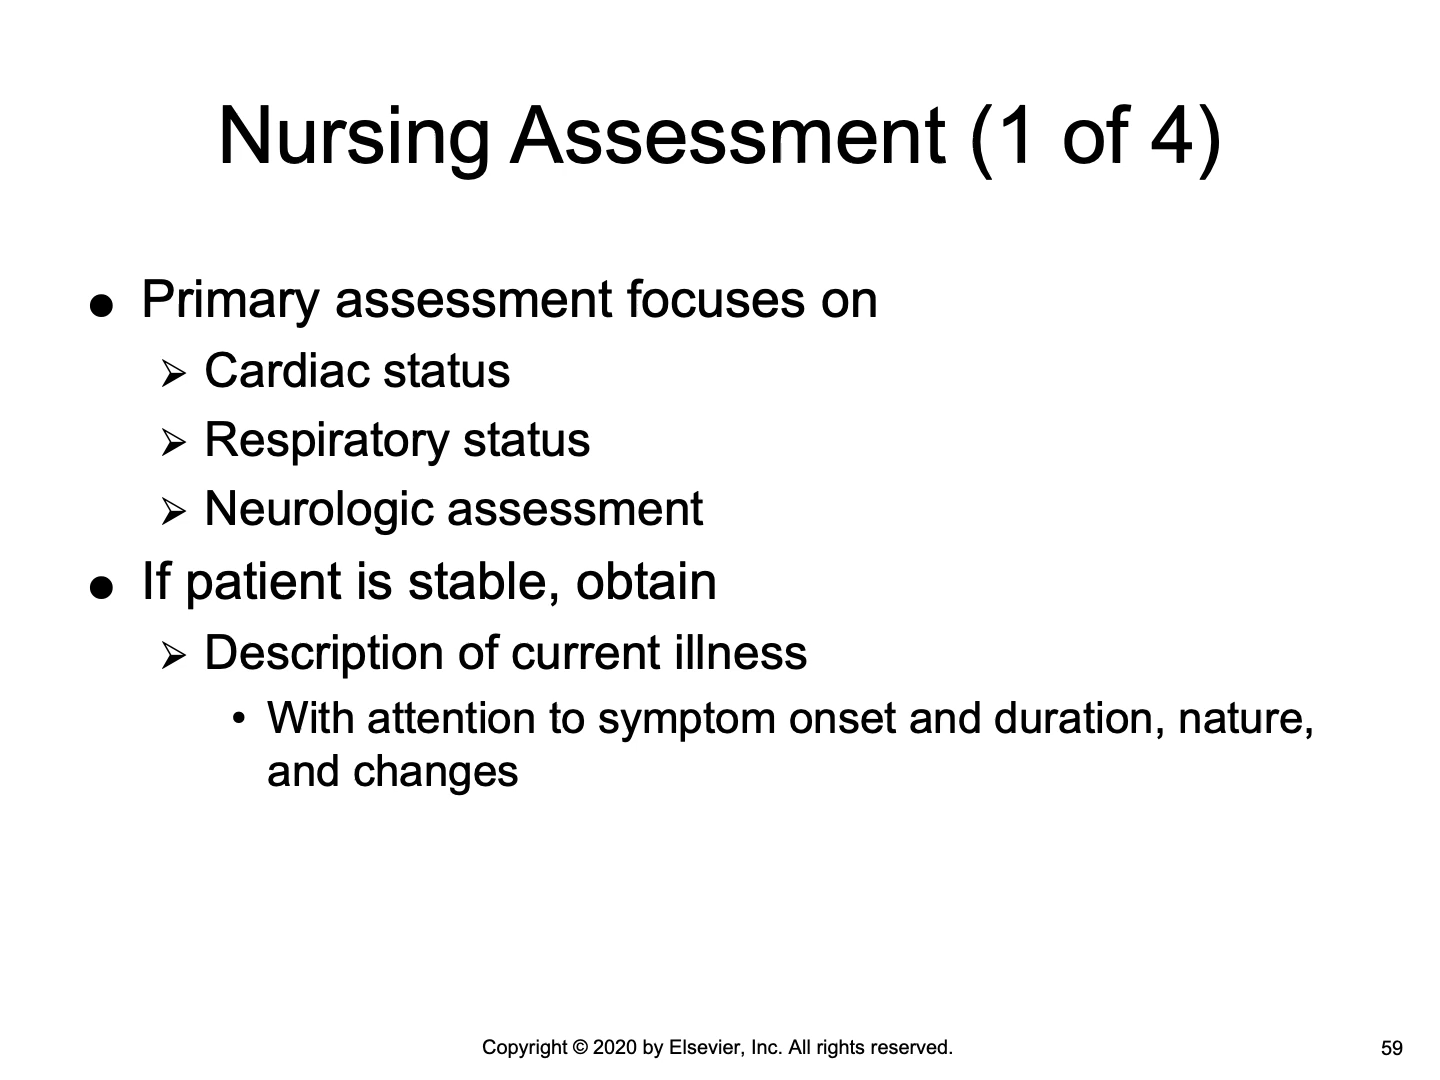 Nursing Assessment (1 of 4)
● Primary assessment focuses on
➢ Cardiac status
➢ Respiratory status
➢ Neurologic assessment
● If patient is stable, obtain
➢ Description of current illness
• With attention to symptom onset and duration, nature,
and changes
Copyright © 2020 by Elsevier, Inc. All rights reserved.
59